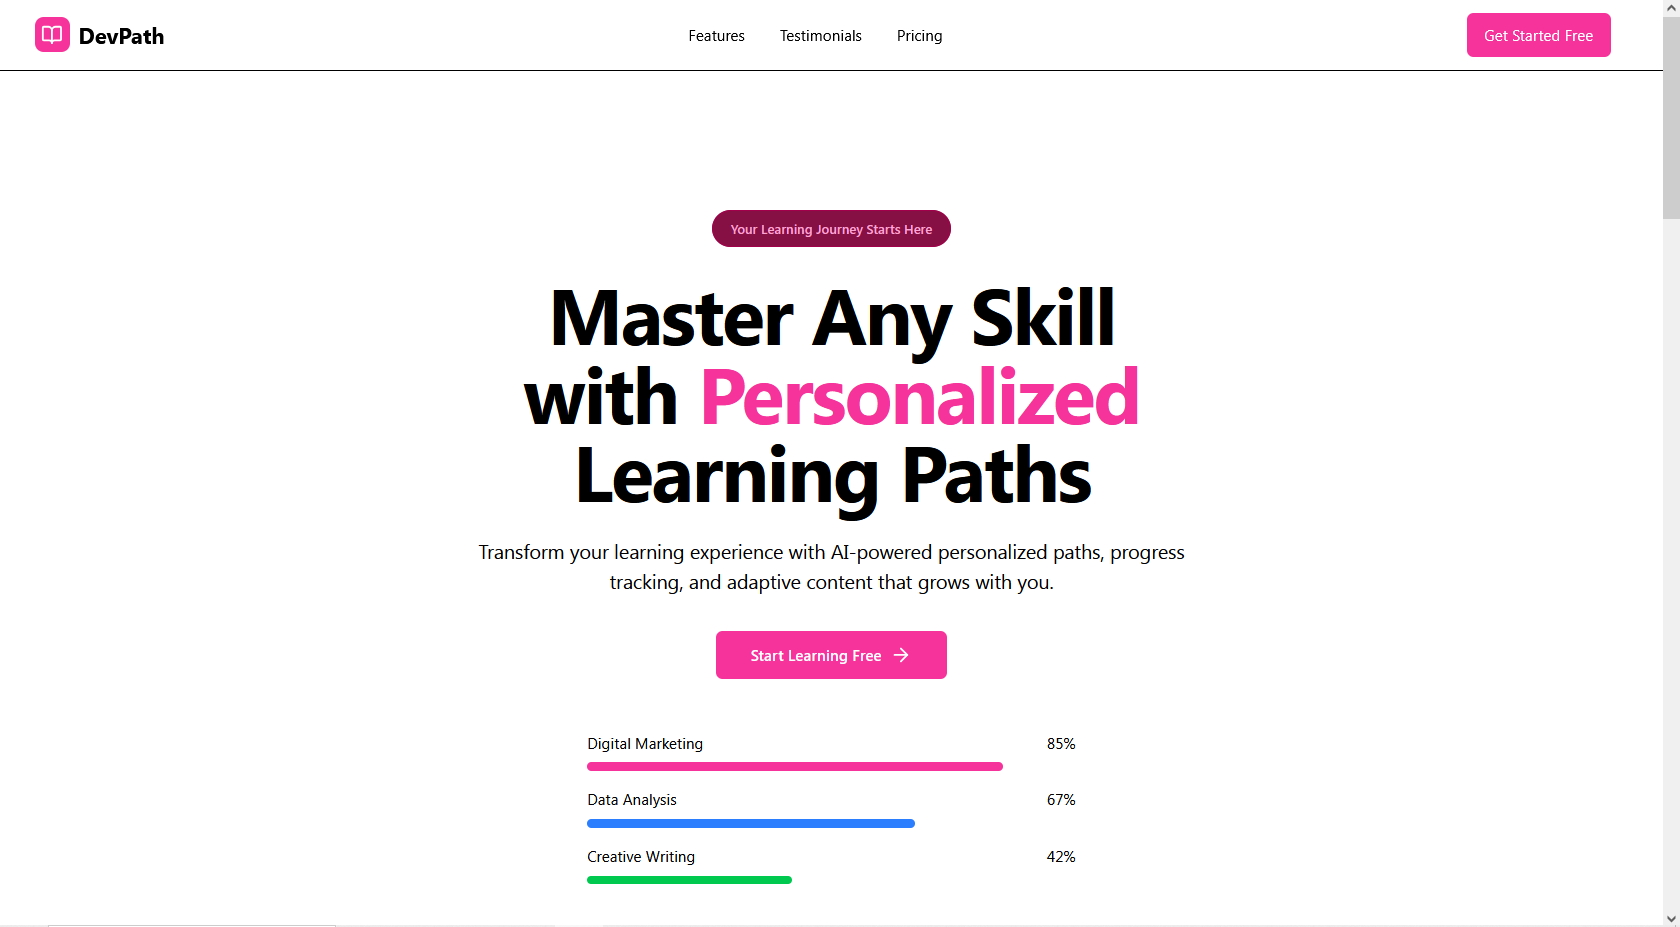 DevPath
Features
Testimonials
Pricing
Get Started Free
Your Learning Journey Starts Here
Master Any Skill
with Personalized
Learning Paths
Transform your learning experience with AI-powered personalized paths, progress
tracking, and adaptive content that grows with you.
Start Learning Free
Digital Marketing 85%
Data Analysis 67%
Creative Writing 42%